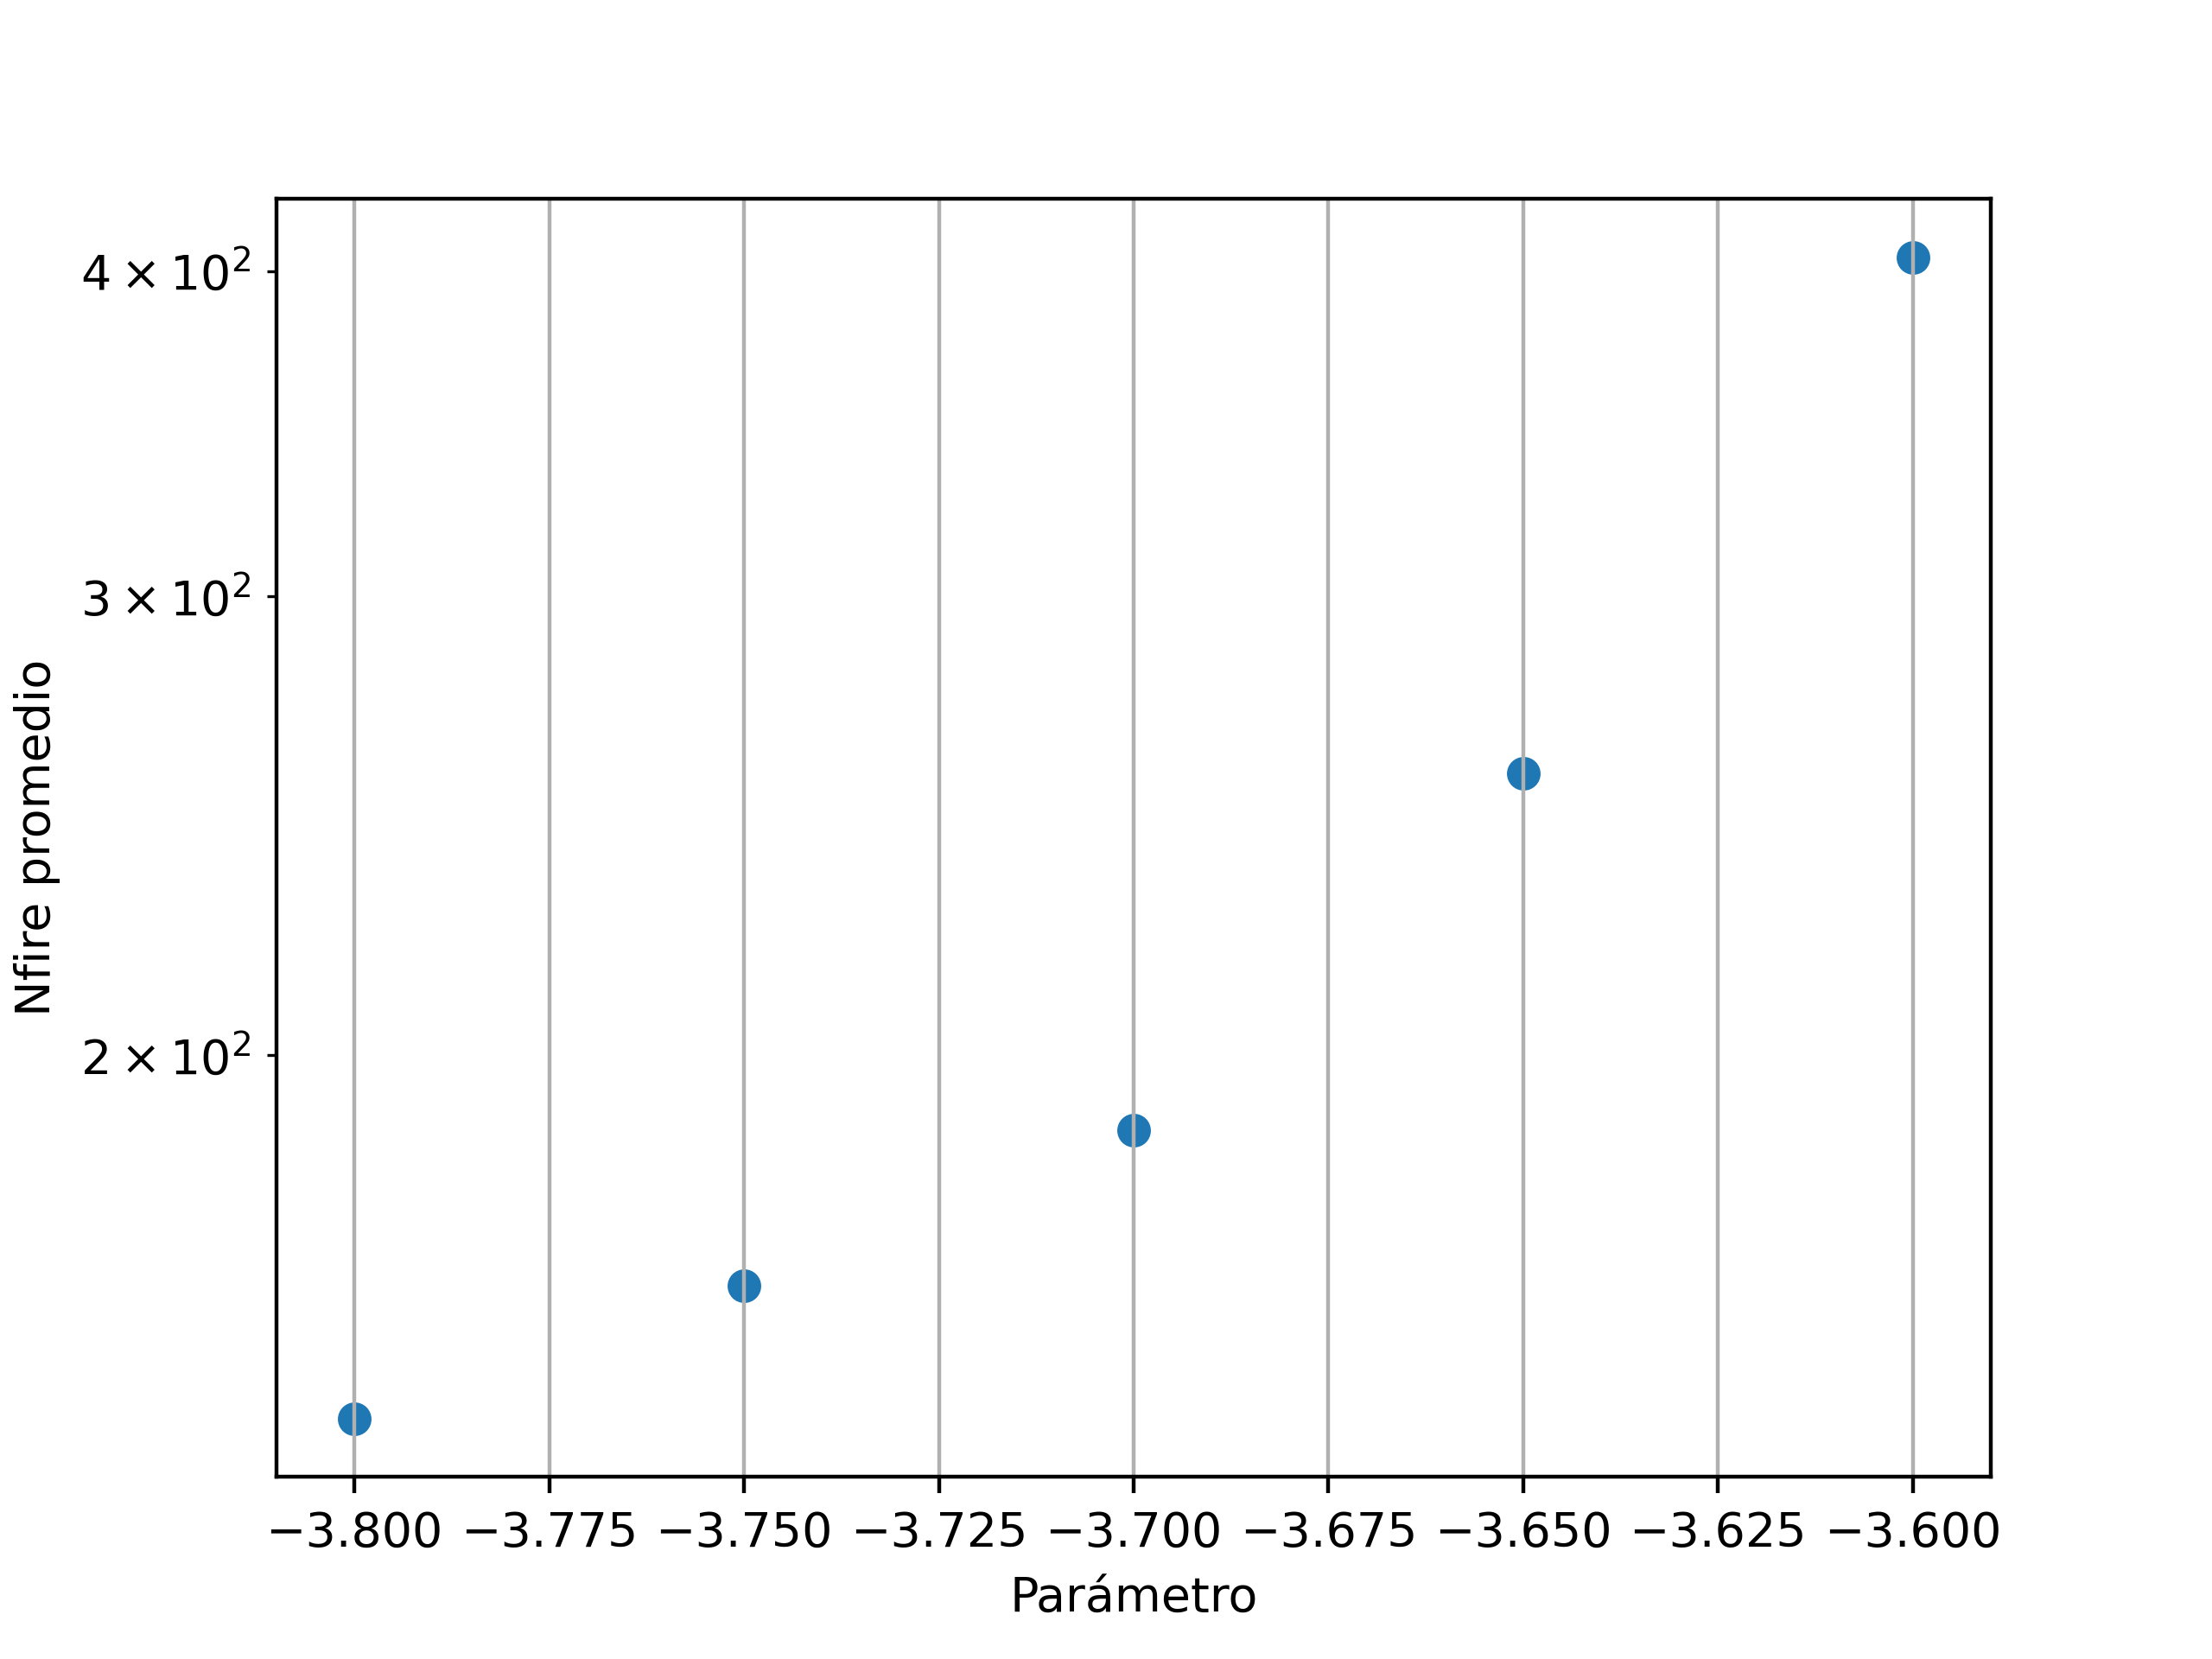 4 × 10²
3 × 10²
2 × 10²
Nfire promedio
−3.800 −3.775 −3.750 −3.725 −3.700 −3.675 −3.650 −3.625 −3.600
Parámetro